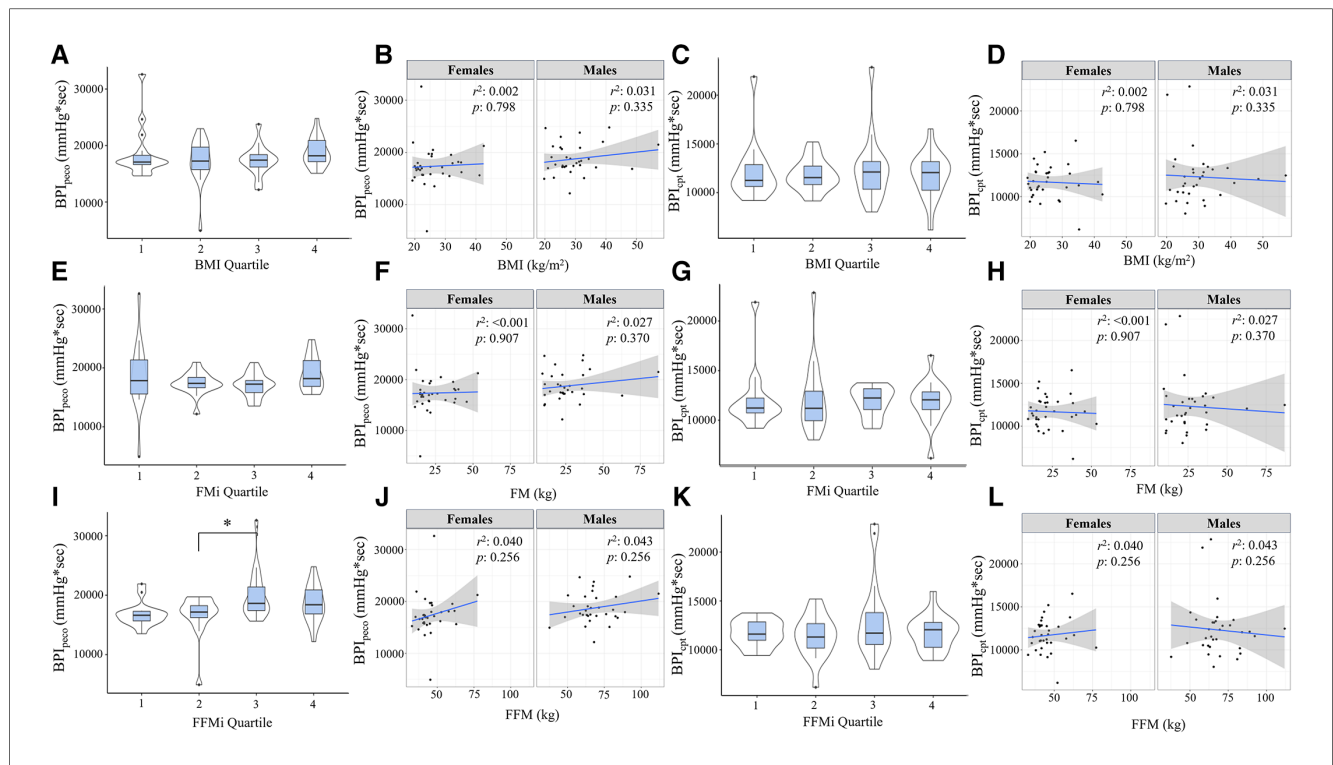 A
BPIpeco (mmHg*sec)
30000
20000
10000
1 2 3 4
BMI Quartile
B
Females Males
BPIpeco (mmHg*sec)
30000
20000
10000
r²: 0.002
p: 0.798
r²: 0.031
p: 0.335
20 30 40 50 20 30 40 50
BMI (kg/m²)
C
BPIcpt (mmHg*sec)
20000
10000
1 2 3 4
BMI Quartile
D
Females Males
BPIcpt (mmHg*sec)
20000
10000
r²: 0.002
p: 0.798
r²: 0.031
p: 0.335
20 30 40 50 20 30 40 50
BMI (kg/m²)
E
BPIpeco (mmHg*sec)
30000
20000
10000
1 2 3 4
FMi Quartile
F
Females Males
BPIpeco (mmHg*sec)
30000
20000
10000
r²: <0.001
p: 0.907
r²: 0.027
p: 0.370
25 50 75 25 50 75
FM (kg)
G
BPIcpt (mmHg*sec)
20000
10000
1 2 3 4
FMi Quartile
H
Females Males
BPIcpt (mmHg*sec)
20000
10000
r²: <0.001
p: 0.907
r²: 0.027
p: 0.370
25 50 75 25 50 75
FM (kg)
I
BPIpeco (mmHg*sec)
30000
20000
10000
*
1 2 3 4
FFMi Quartile
J
Females Males
BPIpeco (mmHg*sec)
30000
20000
10000
r²: 0.040
p: 0.256
r²: 0.043
p: 0.256
50 75 100 50 75 100
FFM (kg)
K
BPIcpt (mmHg*sec)
20000
10000
1 2 3 4
FFMi Quartile
L
Females Males
BPIcpt (mmHg*sec)
20000
10000
r²: 0.040
p: 0.256
r²: 0.043
p: 0.256
50 75 100 50 75 100
FFM (kg)